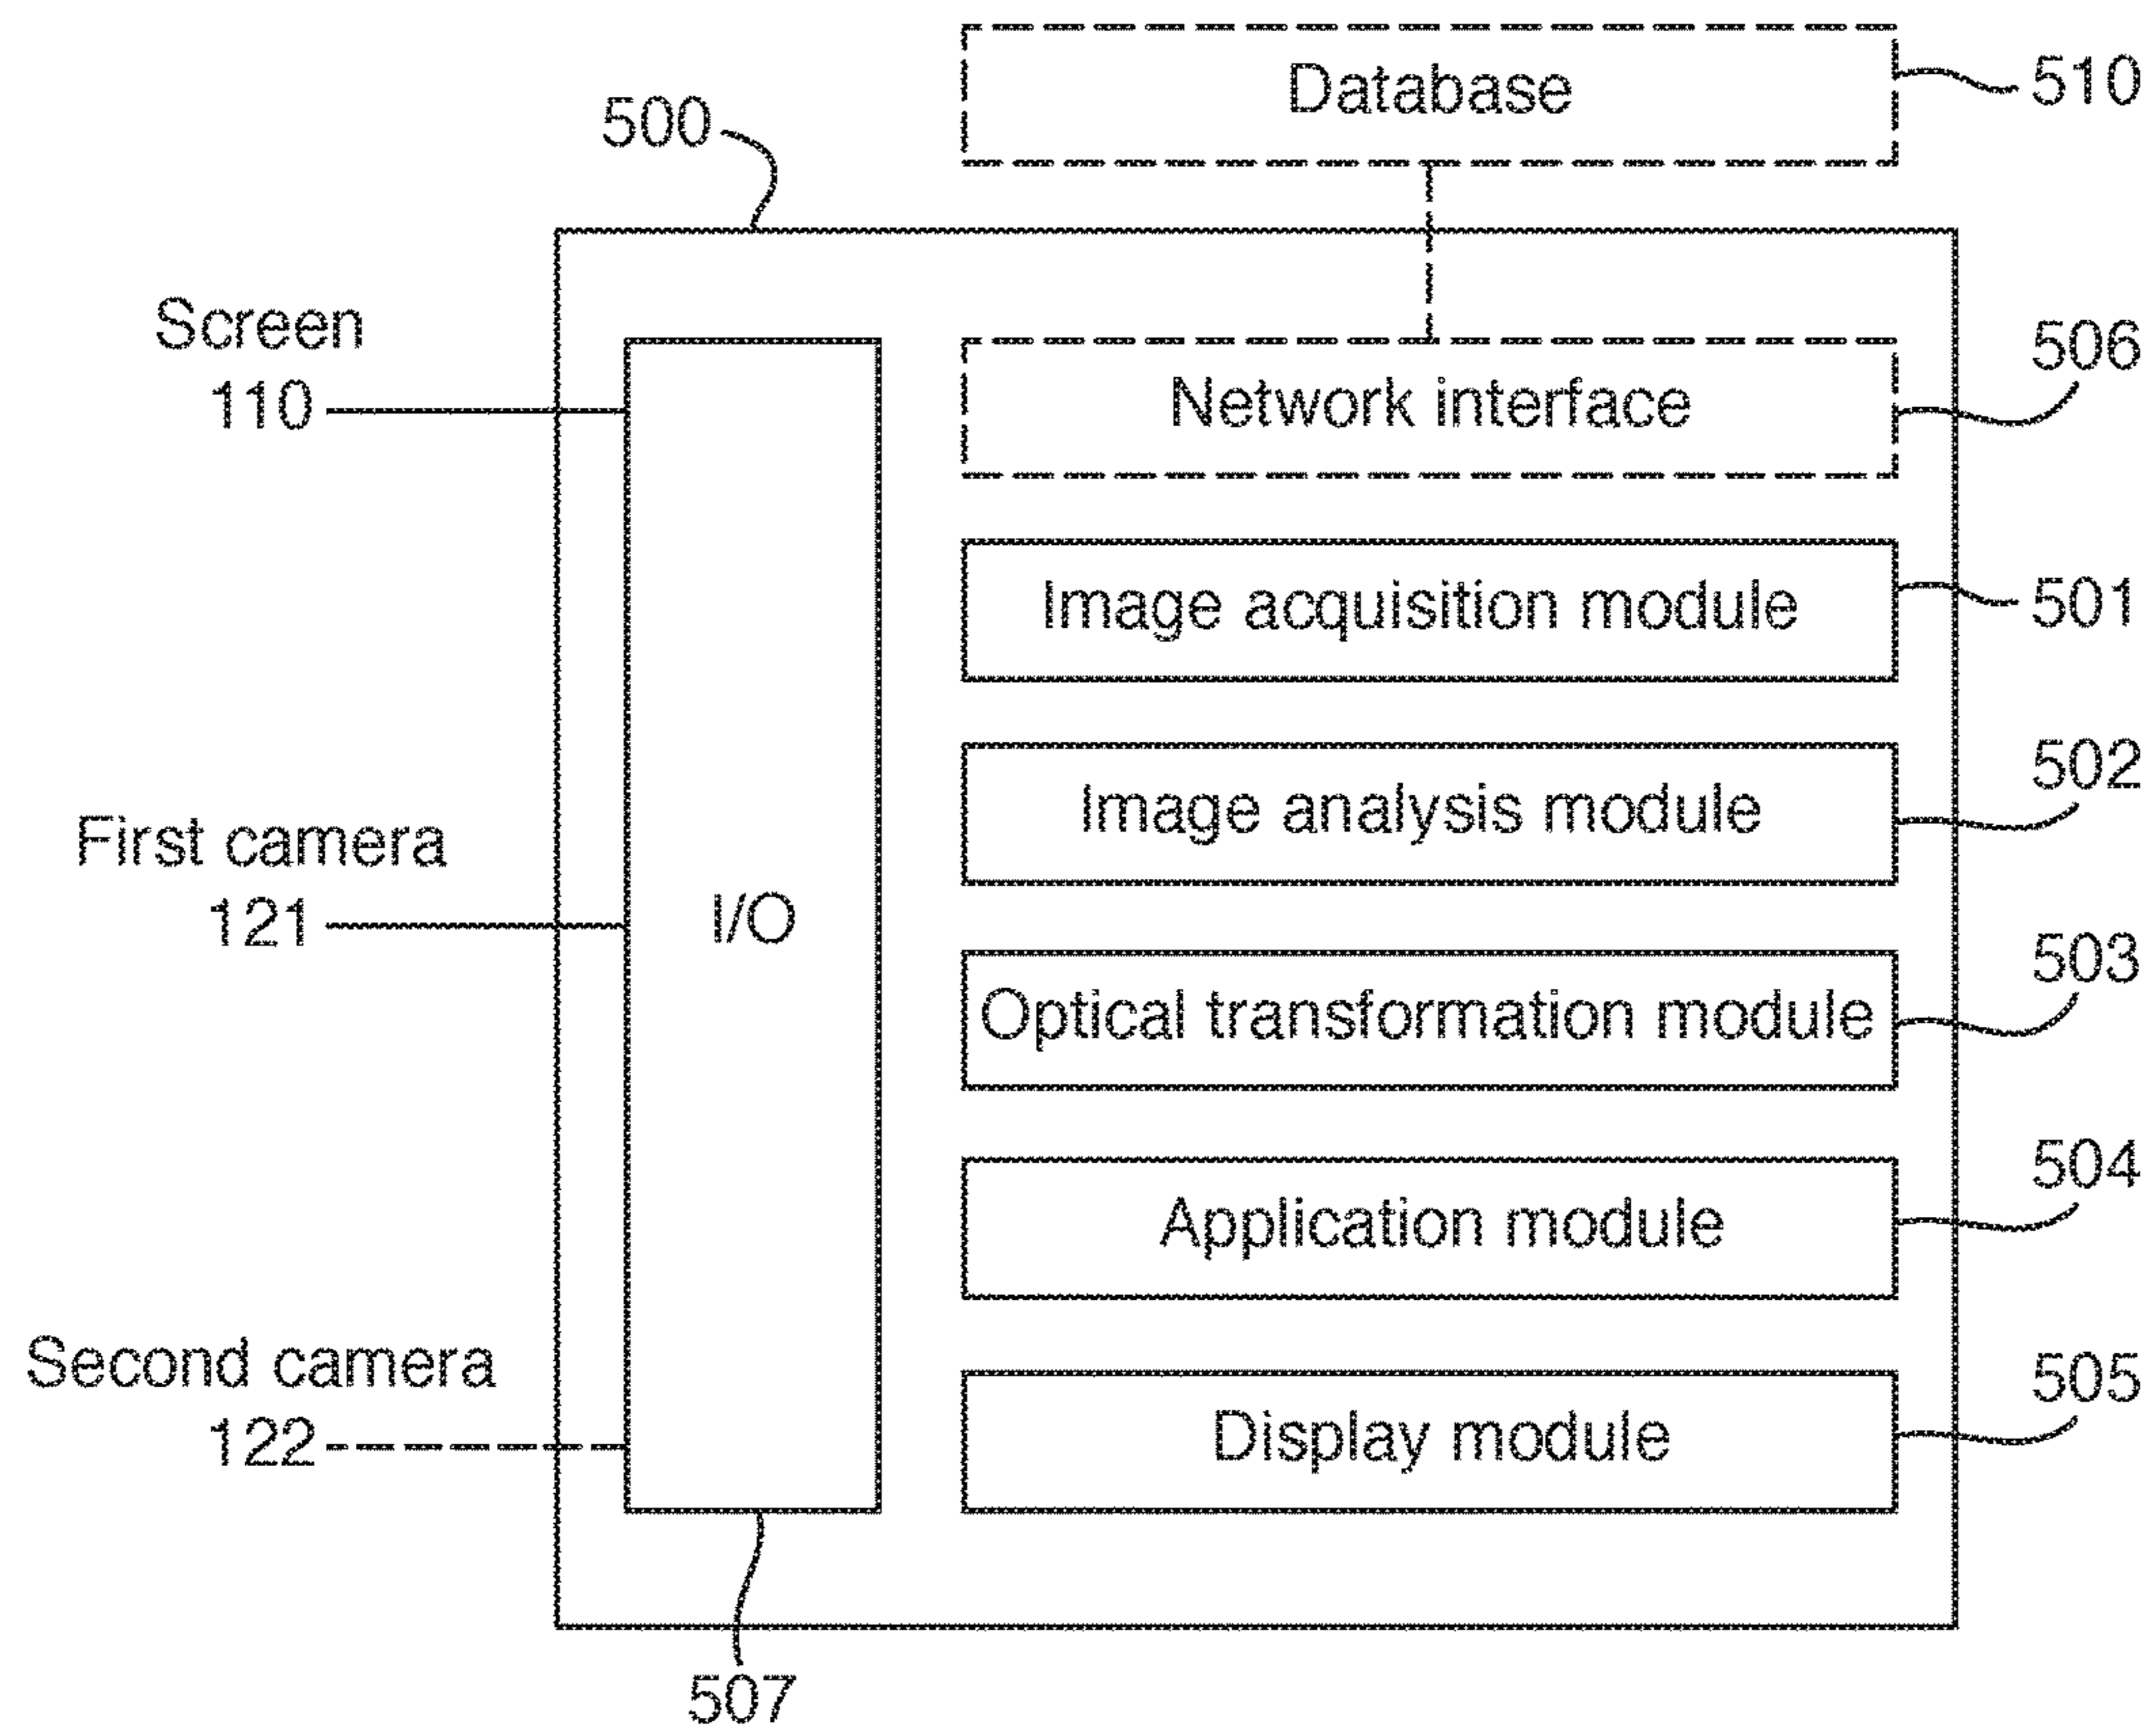 Database
510
500
Screen
110
Network interface
506
Image acquisition module
501
Image analysis module
502
First camera
121
I/O
Optical transformation module
503
Application module
504
Second camera
122
Display module
505
507